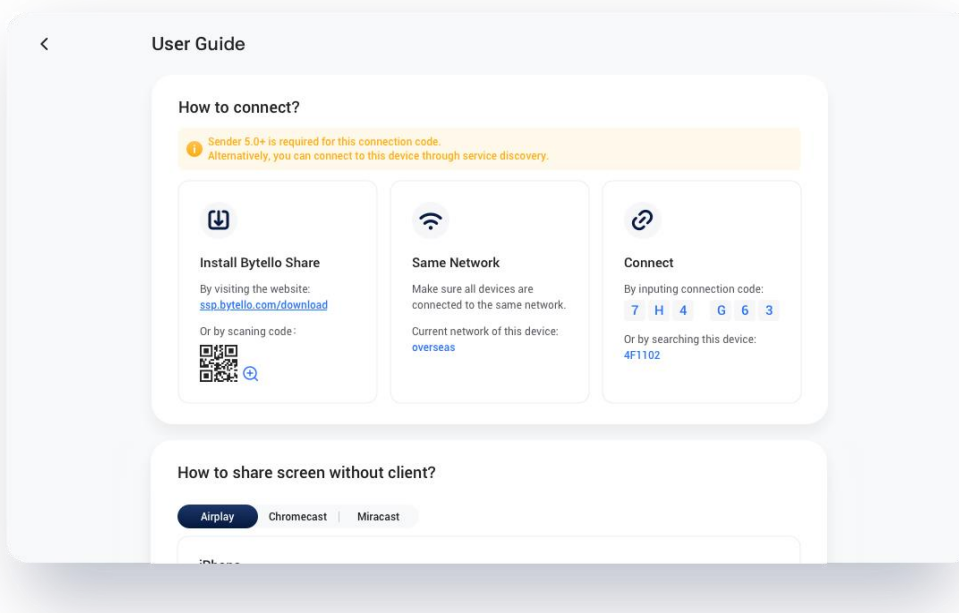 User Guide
How to connect?
Sender 5.0+ is required for this connection code.
Alternatively, you can connect to this device through service discovery.
Install Bytello Share
By visiting the website:
ssp.bytello.com/download
Or by scaning code:
Same Network
Make sure all devices are
connected to the same network.
Current network of this device:
overseas
Connect
By inputing connection code:
7 H 4 G 6 3
Or by searching this device:
4F1102
How to share screen without client?
Airplay Chromecast | Miracast
iPhone